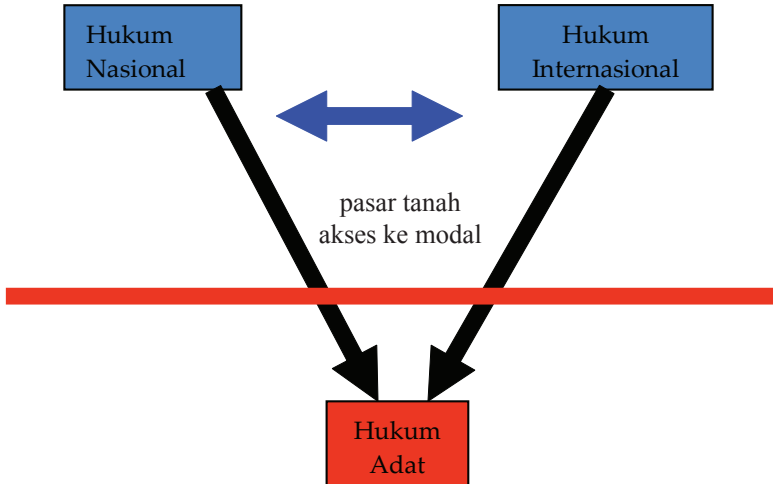 Hukum
Nasional
Hukum
Internasional
pasar tanah
akses ke modal
Hukum
Adat